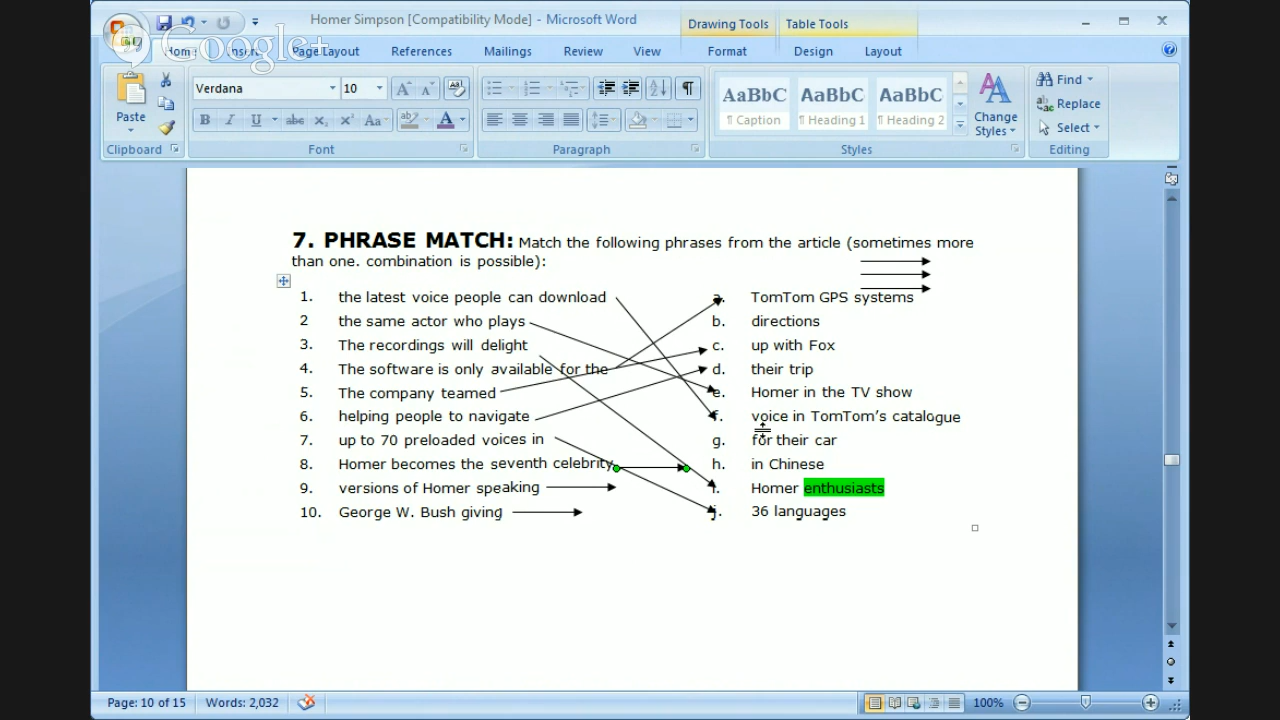 Homer Simpson [Compatibility Mode] - Microsoft Word
Drawing Tools
Table Tools
Google+
Home
Insert
Page Layout
References
Mailings
Review
View
Format
Design
Layout
Verdana
10
Paste
AaBbC
AaBbC
AaBbC
¶ Caption
¶ Heading 1
¶ Heading 2
Change
Styles
Find
Replace
Select
Clipboard
Font
Paragraph
Styles
Editing
7. PHRASE MATCH: Match the following phrases from the article (sometimes more
than one. combination is possible):
1. the latest voice people can download a. TomTom GPS systems
2 the same actor who plays b. directions
3. The recordings will delight c. up with Fox
4. The software is only available for the d. their trip
5. The company teamed e. Homer in the TV show
6. helping people to navigate f. voice in TomTom's catalogue
7. up to 70 preloaded voices in g. for their car
8. Homer becomes the seventh celebrity h. in Chinese
9. versions of Homer speaking i. Homer enthusiasts
10. George W. Bush giving j. 36 languages
Page: 10 of 15 Words: 2,032 100%